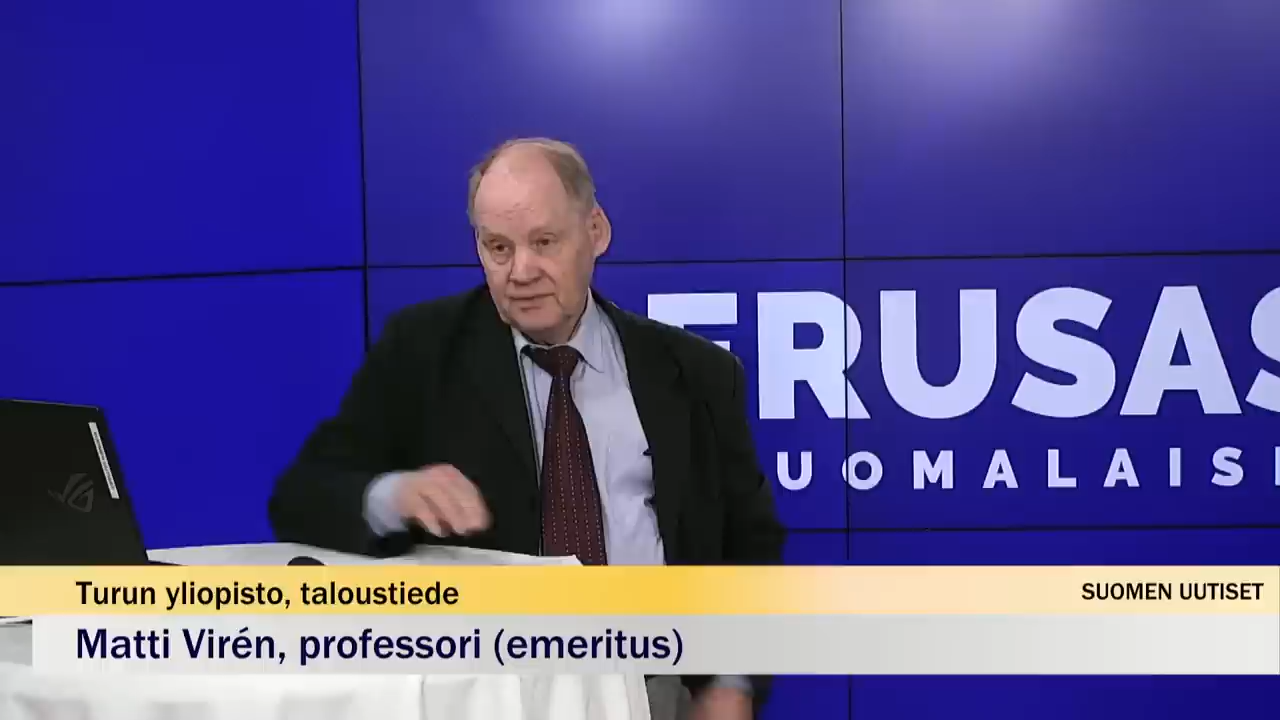 ERUSAS
UOMALAIS
Turun yliopisto, taloustiede
SUOMEN UUTISET
Matti Virén, professori (emeritus)